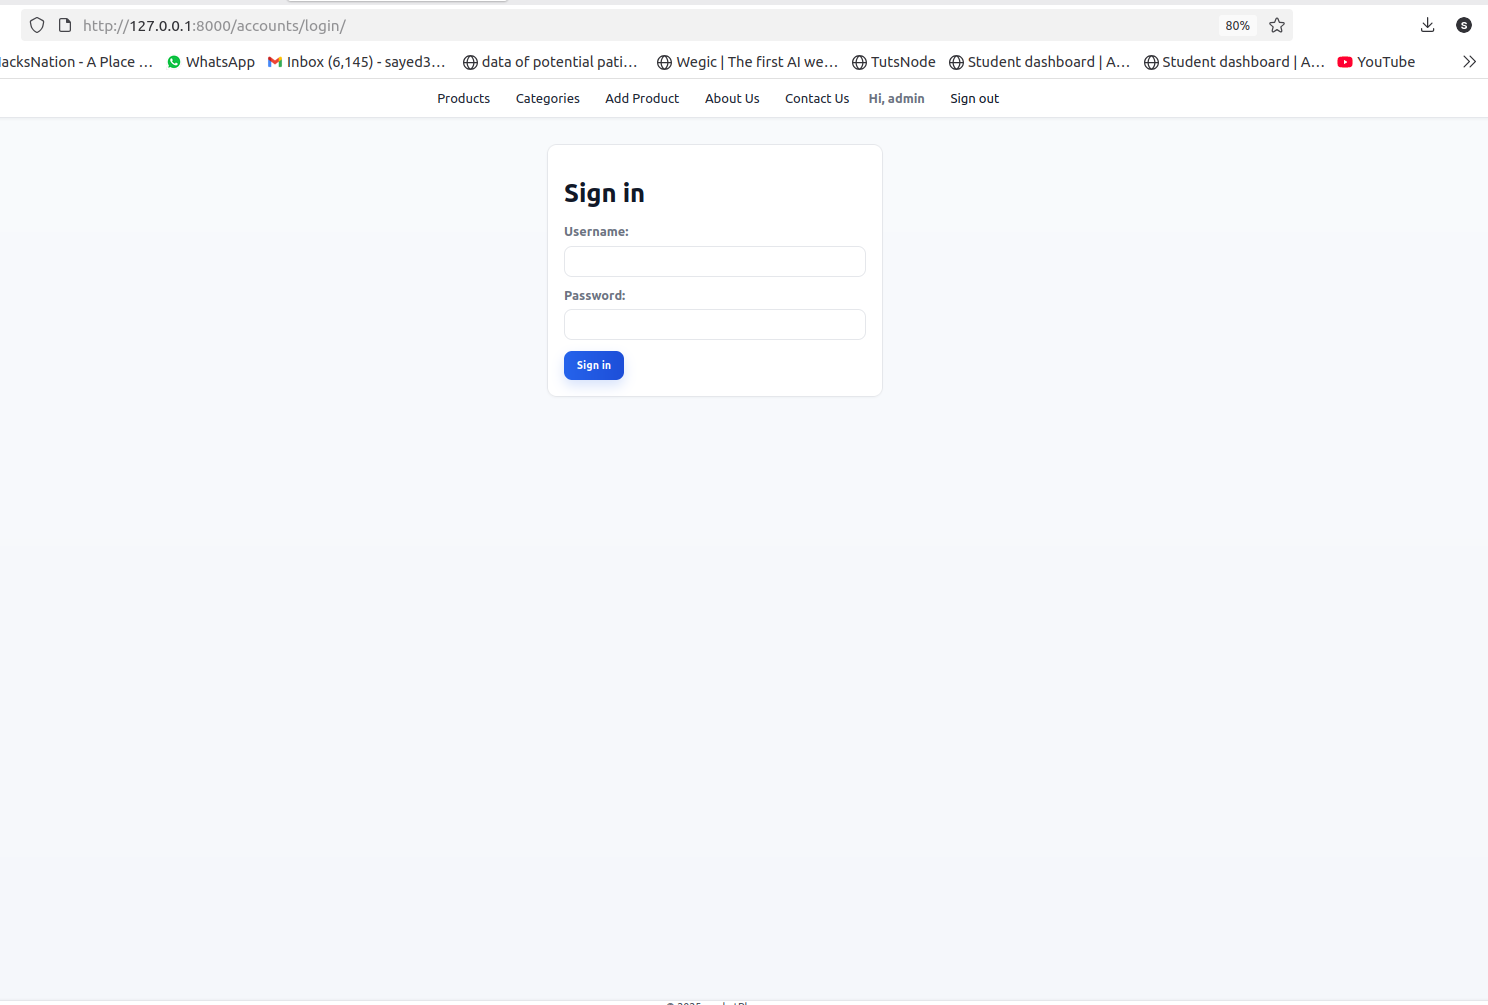 http://127.0.0.1:8000/accounts/login/ 80% S
acksNation - A Place … WhatsApp Inbox (6,145) - sayed3… data of potential pati… Wegic | The first AI we… TutsNode Student dashboard | A… Student dashboard | A… YouTube
Products Categories Add Product About Us Contact Us Hi, admin Sign out
Sign in
Username:
Password:
Sign in